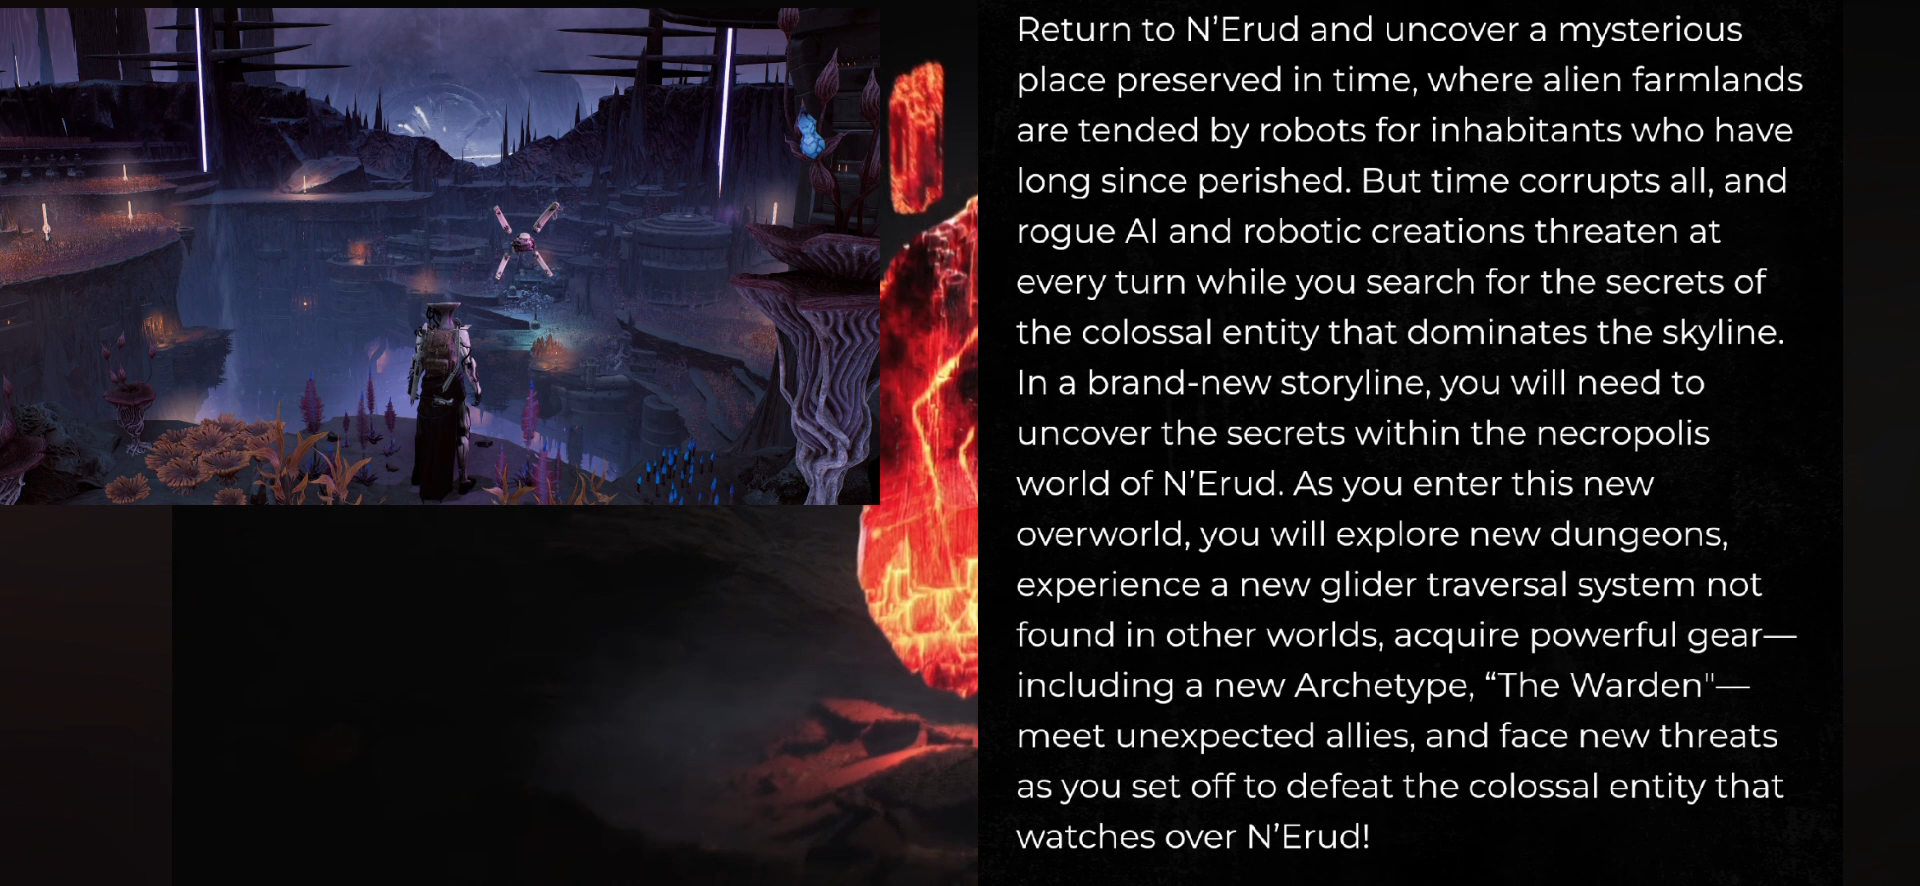 Return to N’Erud and uncover a mysterious
place preserved in time, where alien farmlands
are tended by robots for inhabitants who have
long since perished. But time corrupts all, and
rogue AI and robotic creations threaten at
every turn while you search for the secrets of
the colossal entity that dominates the skyline.
In a brand-new storyline, you will need to
uncover the secrets within the necropolis
world of N’Erud. As you enter this new
overworld, you will explore new dungeons,
experience a new glider traversal system not
found in other worlds, acquire powerful gear—
including a new Archetype, “The Warden"—
meet unexpected allies, and face new threats
as you set off to defeat the colossal entity that
watches over N’Erud!